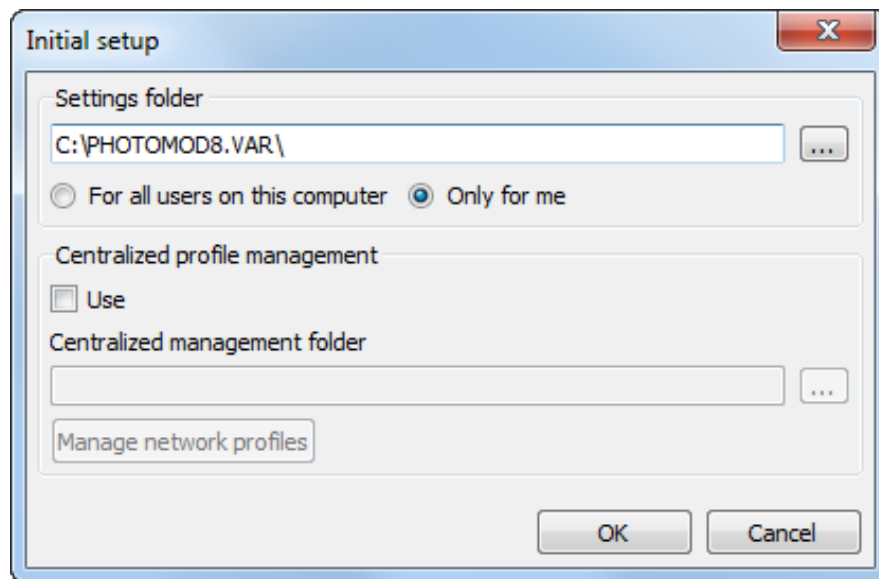 Initial setup
Settings folder
C:\PHOTOMOD8.VAR\
...
For all users on this computer Only for me
Centralized profile management
Use
Centralized management folder
...
Manage network profiles
OK Cancel